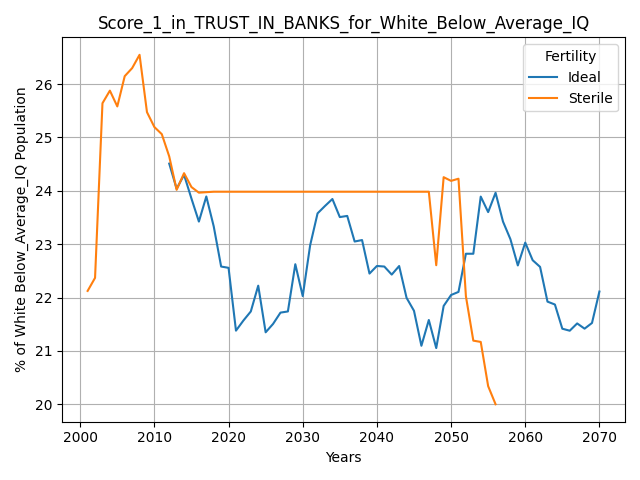 Score_1_in_TRUST_IN_BANKS_for_White_Below_Average_IQ
Fertility
Ideal
Sterile
% of White Below_Average_IQ Population
26
25
24
23
22
21
20
2000 2010 2020 2030 2040 2050 2060 2070
Years